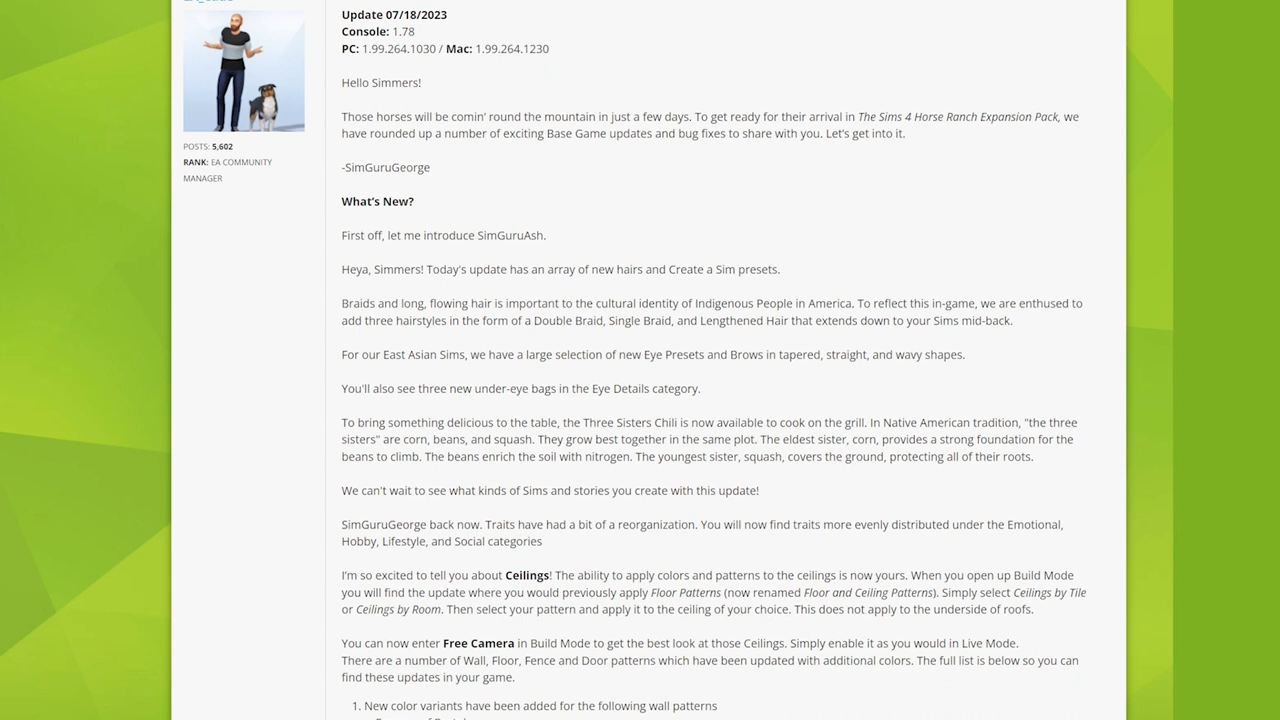 Update 07/18/2023
Console: 1.78
PC: 1.99.264.1030 / Mac: 1.99.264.1230
Hello Simmers!
Those horses will be comin' round the mountain in just a few days. To get ready for their arrival in The Sims 4 Horse Ranch Expansion Pack, we
have rounded up a number of exciting Base Game updates and bug fixes to share with you. Let's get into it.
POSTS: 5,602
RANK: EA COMMUNITY
MANAGER
-SimGuruGeorge
What's New?
First off, let me introduce SimGuruAsh.
Heya, Simmers! Today's update has an array of new hairs and Create a Sim presets.
Braids and long, flowing hair is important to the cultural identity of Indigenous People in America. To reflect this in-game, we are enthused to
add three hairstyles in the form of a Double Braid, Single Braid, and Lengthened Hair that extends down to your Sims mid-back.
For our East Asian Sims, we have a large selection of new Eye Presets and Brows in tapered, straight, and wavy shapes.
You'll also see three new under-eye bags in the Eye Details category.
To bring something delicious to the table, the Three Sisters Chili is now available to cook on the grill. In Native American tradition, "the three
sisters" are corn, beans, and squash. They grow best together in the same plot. The eldest sister, corn, provides a strong foundation for the
beans to climb. The beans enrich the soil with nitrogen. The youngest sister, squash, covers the ground, protecting all of their roots.
We can't wait to see what kinds of Sims and stories you create with this update!
SimGuruGeorge back now. Traits have had a bit of a reorganization. You will now find traits more evenly distributed under the Emotional,
Hobby, Lifestyle, and Social categories
I'm so excited to tell you about Ceilings! The ability to apply colors and patterns to the ceilings is now yours. When you open up Build Mode
you will find the update where you would previously apply Floor Patterns (now renamed Floor and Ceiling Patterns). Simply select Ceilings by Tile
or Ceilings by Room. Then select your pattern and apply it to the ceiling of your choice. This does not apply to the underside of roofs.
You can now enter Free Camera in Build Mode to get the best look at those Ceilings. Simply enable it as you would in Live Mode.
There are a number of Wall, Floor, Fence and Door patterns which have been updated with additional colors. The full list is below so you can
find these updates in your game.
1. New color variants have been added for the following wall patterns